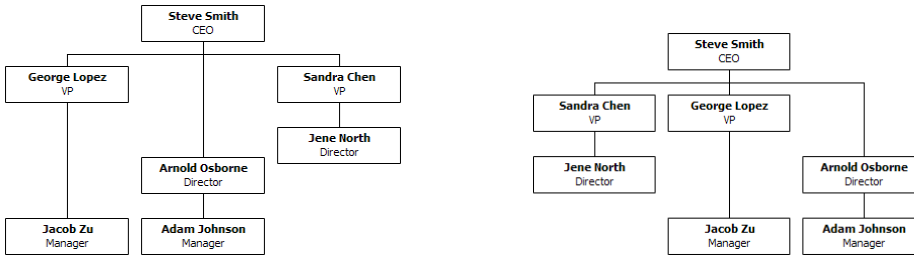 Steve Smith
CEO
George Lopez
VP
Sandra Chen
VP
Jene North
Director
Arnold Osborne
Director
Jacob Zu
Manager
Adam Johnson
Manager
Steve Smith
CEO
Sandra Chen
VP
George Lopez
VP
Jene North
Director
Arnold Osborne
Director
Jacob Zu
Manager
Adam Johnson
Manager